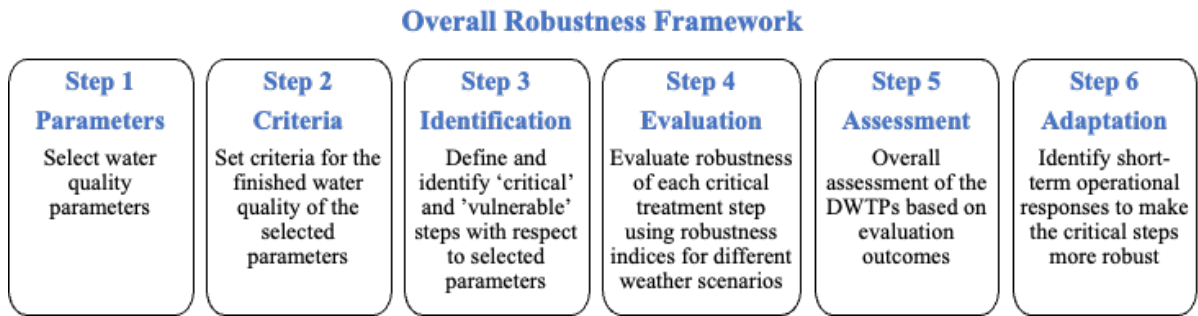 Overall Robustness Framework
Step 1
Parameters
Select water
quality
parameters
Step 2
Criteria
Set criteria for the
finished water
quality of the
selected
parameters
Step 3
Identification
Define and
identify ‘critical’
and ’vulnerable’
steps with respect
to selected
parameters
Step 4
Evaluation
Evaluate robustness
of each critical
treatment step
using robustness
indices for different
weather scenarios
Step 5
Assessment
Overall
assessment of the
DWTPs based on
evaluation
outcomes
Step 6
Adaptation
Identify short-
term operational
responses to make
the critical steps
more robust